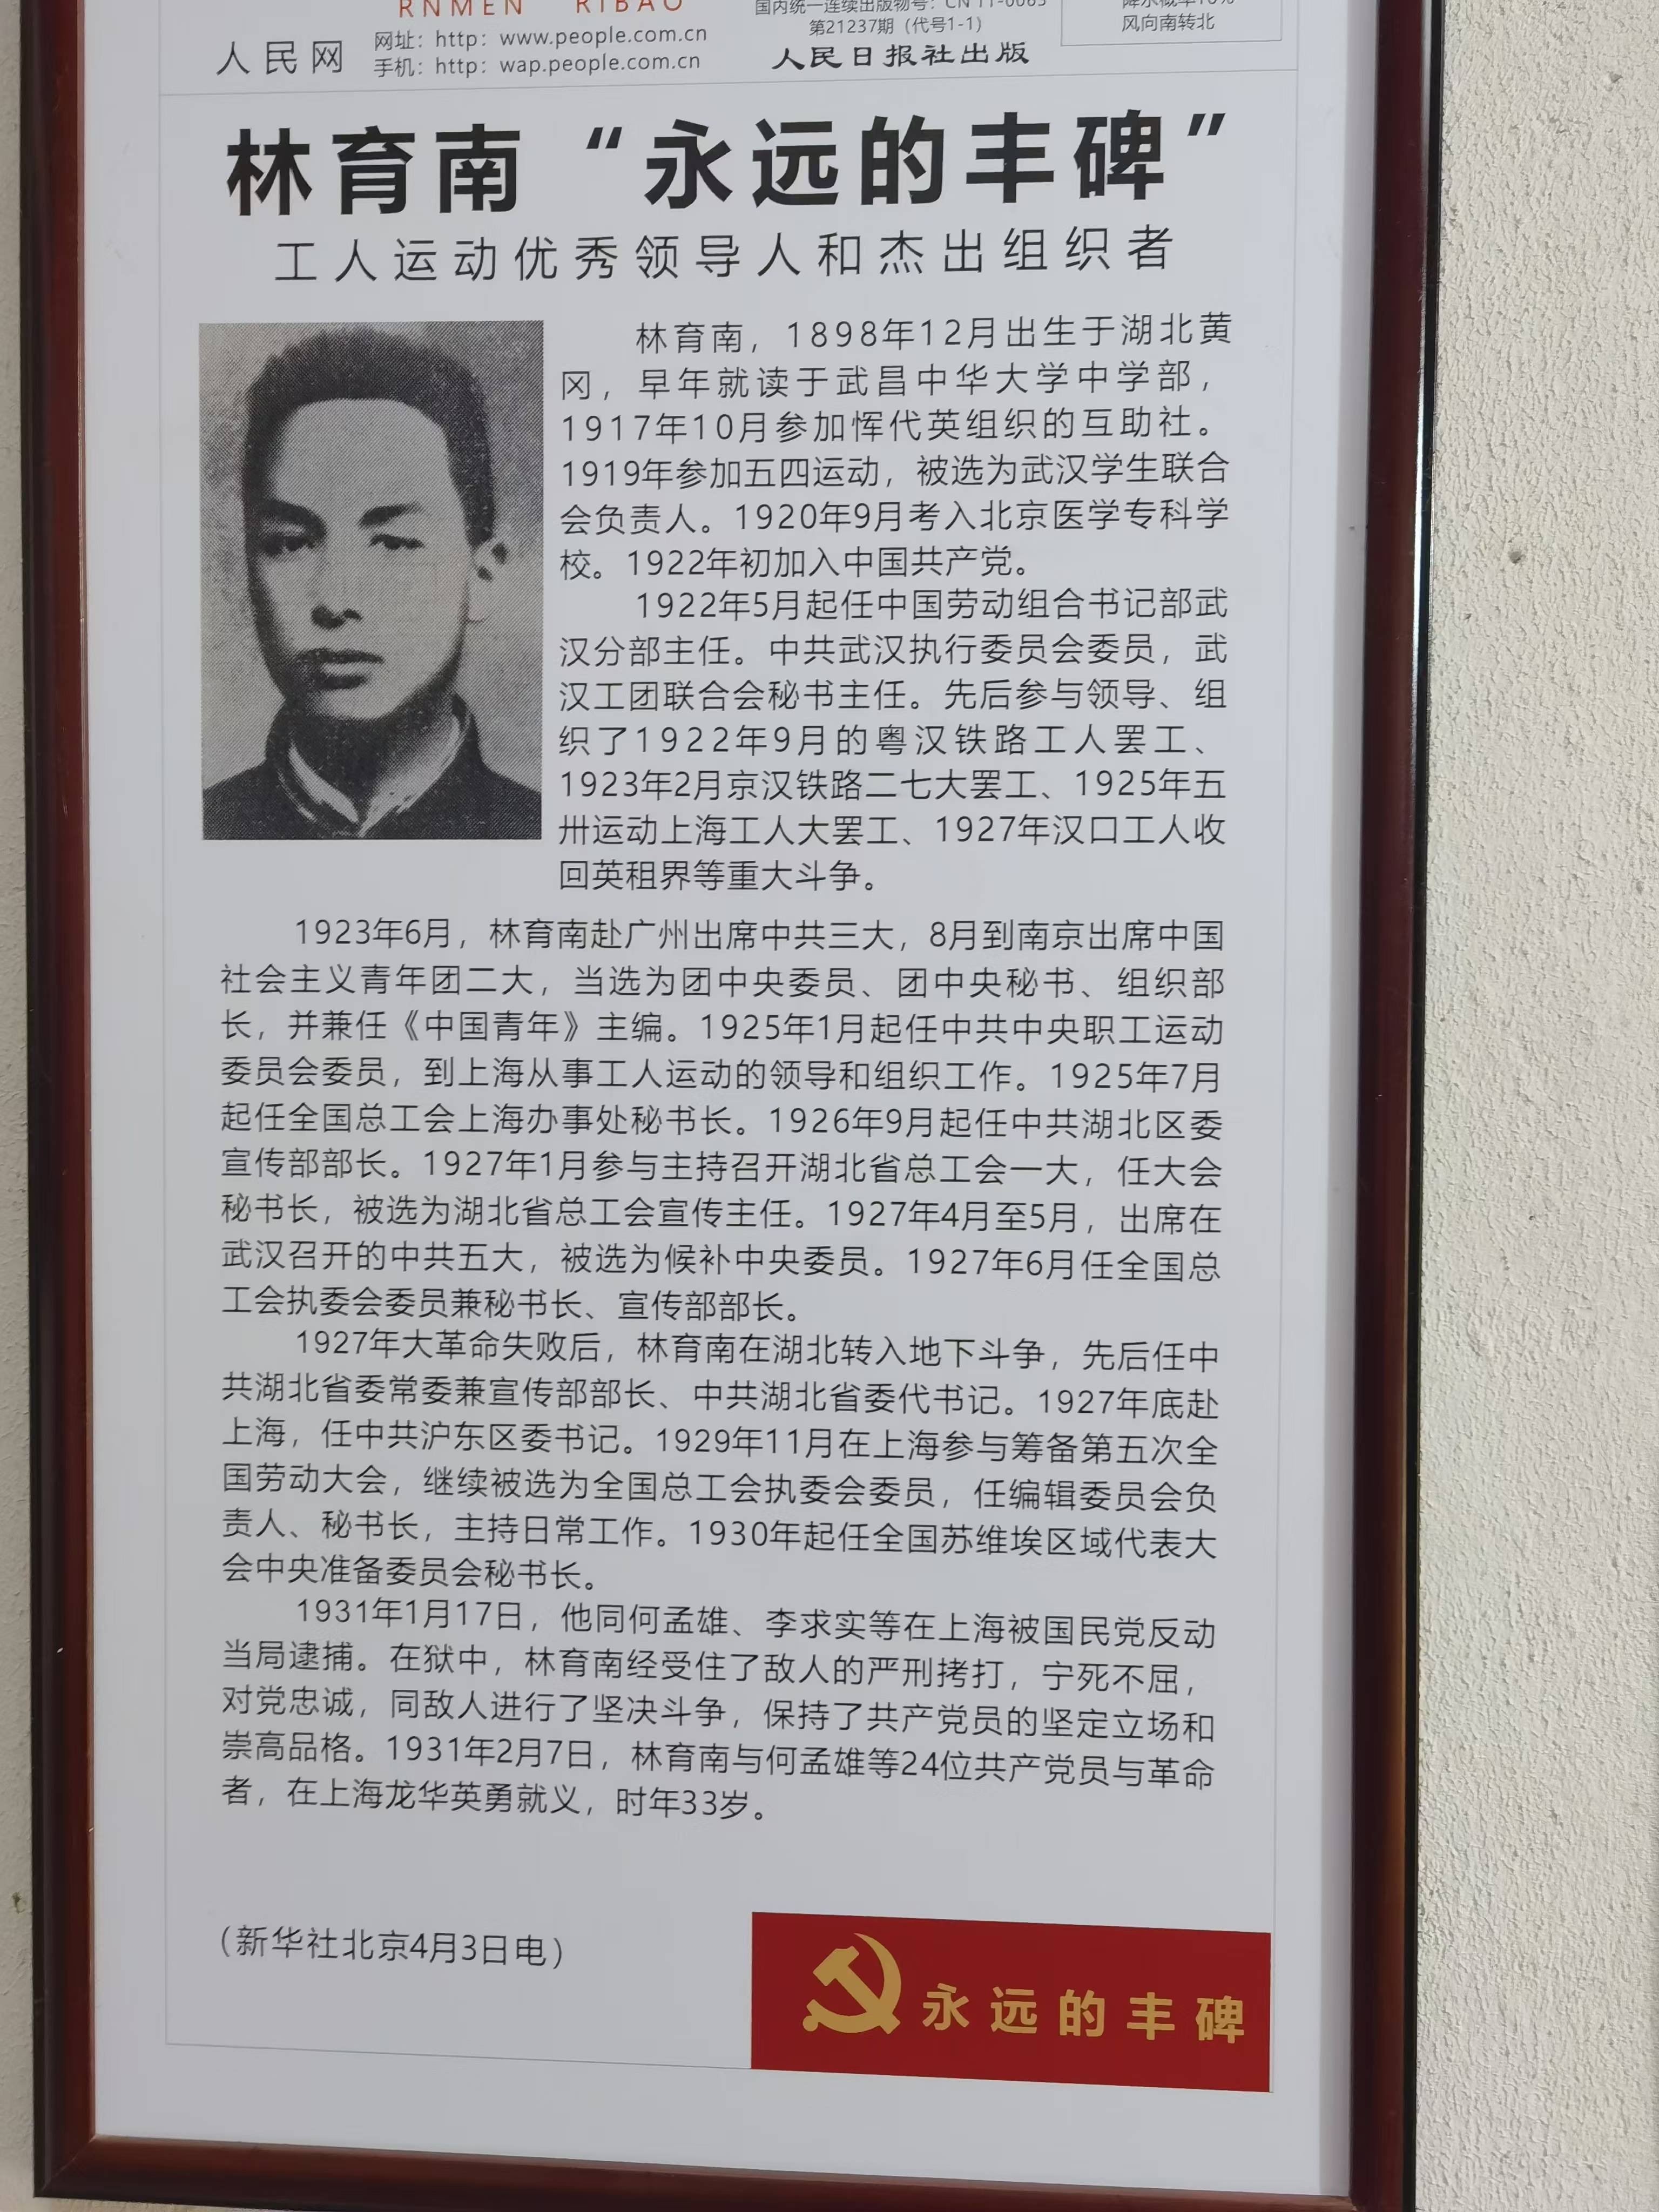 RNMEN RIBAO
人民网
网址：http：www.people.com.cn
手机：http：wap.people.com.cn
国内统一连续出版物号：CN 11-0065
第21237期（代号1-1）
人民日报社出版
降水概率10%
风向南转北
林育南“永远的丰碑”
工人运动优秀领导人和杰出组织者
林育南，1898年12月出生于湖北黄
冈，早年就读于武昌中华大学中学部，
1917年10月参加恽代英组织的互助社。
1919年参加五四运动，被选为武汉学生联合
会负责人。1920年9月考入北京医学专科学
校。1922年初加入中国共产党。
1922年5月起任中国劳动组合书记部武
汉分部主任。中共武汉执行委员会委员，武
汉工团联合会秘书主任。先后参与领导、组
织了1922年9月的粤汉铁路工人罢工、
1923年2月京汉铁路二七大罢工、1925年五
卅运动上海工人大罢工、1927年汉口工人收
回英租界等重大斗争。
1923年6月，林育南赴广州出席中共三大，8月到南京出席中国
社会主义青年团二大，当选为团中央委员、团中央秘书、组织部
长，并兼任《中国青年》主编。1925年1月起任中共中央职工运动
委员会委员，到上海从事工人运动的领导和组织工作。1925年7月
起任全国总工会上海办事处秘书长。1926年9月起任中共湖北区委
宣传部部长。1927年1月参与主持召开湖北省总工会一大，任大会
秘书长，被选为湖北省总工会宣传主任。1927年4月至5月，出席在
武汉召开的中共五大，被选为候补中央委员。1927年6月任全国总
工会执委会委员兼秘书长、宣传部部长。
1927年大革命失败后，林育南在湖北转入地下斗争，先后任中
共湖北省委常委兼宣传部部长、中共湖北省委代书记。1927年底赴
上海，任中共沪东区委书记。1929年11月在上海参与筹备第五次全
国劳动大会，继续被选为全国总工会执委会委员，任编辑委员会负
责人、秘书长，主持日常工作。1930年起任全国苏维埃区域代表大
会中央准备委员会秘书长。
1931年1月17日，他同何孟雄、李求实等在上海被国民党反动
当局逮捕。在狱中，林育南经受住了敌人的严刑拷打，宁死不屈，
对党忠诚，同敌人进行了坚决斗争，保持了共产党员的坚定立场和
崇高品格。1931年2月7日，林育南与何孟雄等24位共产党员与革命
者，在上海龙华英勇就义，时年33岁。
（新华社北京4月3日电）
永远的丰碑